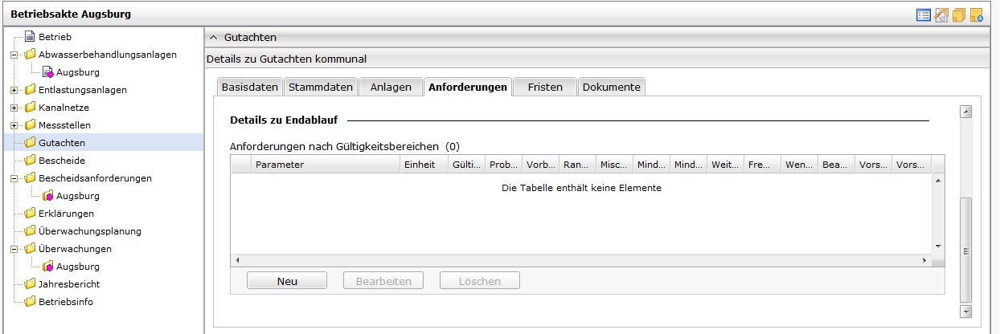 Betriebsakte Augsburg
Betrieb
Abwasserbehandlungsanlagen
Augsburg
Entlastungsanlagen
Kanalnetze
Messstellen
Gutachten
Bescheide
Bescheidsanforderungen
Augsburg
Erklärungen
Überwachungsplanung
Überwachungen
Augsburg
Jahresbericht
Betriebsinfo
Gutachten
Details zu Gutachten kommunal
Basisdaten Stammdaten Anlagen Anforderungen Fristen Dokumente
Details zu Endablauf
Anforderungen nach Gültigkeitsbereichen (0)
Parameter Einheit Gülti... Prob... Vorb... Ran... Misc... Mind... Mind... Weit... Fre... Wen... Bea... Vors... Vors...
Die Tabelle enthält keine Elemente
Neu Bearbeiten Löschen